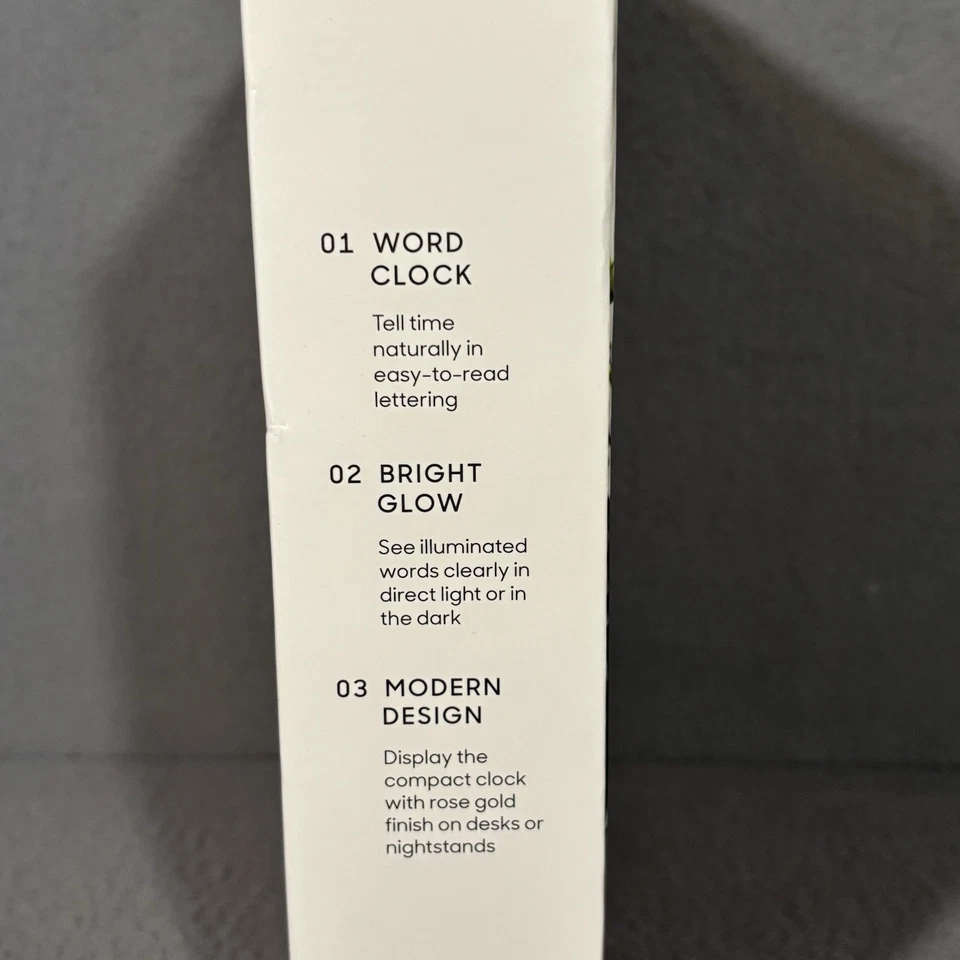 01 WORD
CLOCK
Tell time
naturally in
easy-to-read
lettering
02 BRIGHT
GLOW
See illuminated
words clearly in
direct light or in
the dark
03 MODERN
DESIGN
Display the
compact clock
with rose gold
finish on desks or
nightstands